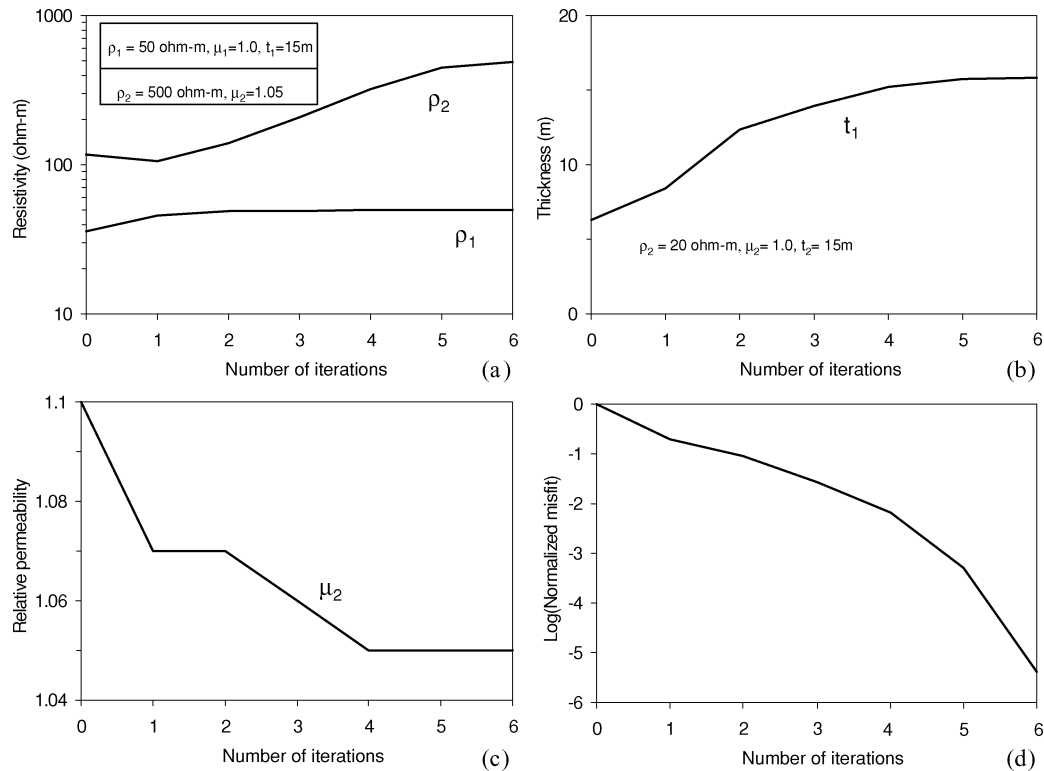 1000
100
10
Resistivity (ohm-m)
ρ₁ = 50 ohm-m, μ₁=1.0, t₁=15m
ρ₂ = 500 ohm-m, μ₂=1.05
ρ₂
ρ₁
0 1 2 3 4 5 6
Number of iterations
(a)
20
15
10
5
0
Thickness (m)
t₁
ρ₂ = 20 ohm-m, μ₂= 1.0, t₂= 15m
0 1 2 3 4 5 6
Number of iterations
(b)
1.1
1.08
1.06
1.04
Relative permeability
μ₂
0 1 2 3 4 5 6
Number of iterations
(c)
-0
-1
-2
-3
-4
-5
-6
Log(Normalized misfit)
0 1 2 3 4 5 6
Number of iterations
(d)